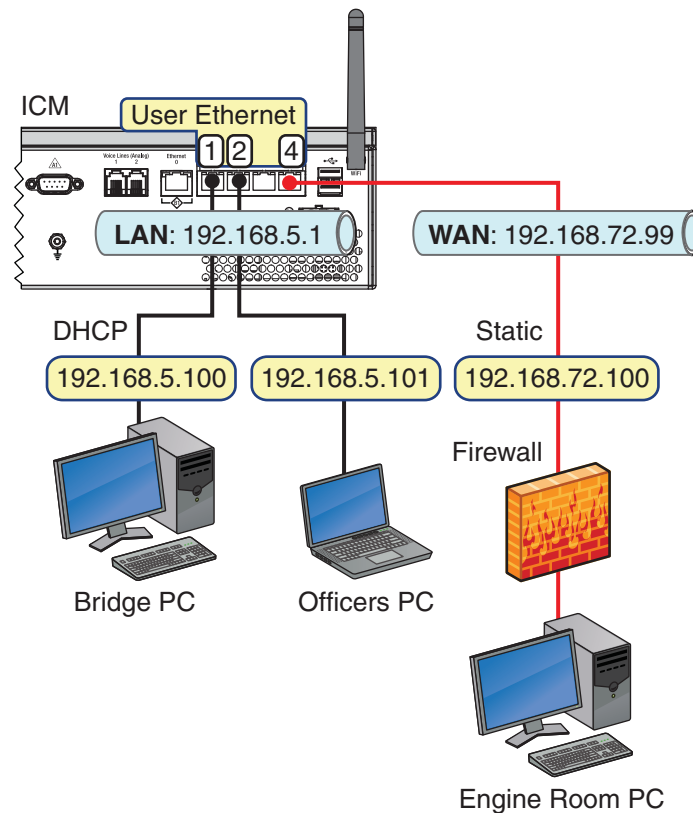 ICM
User Ethernet
1 2 4
Voice Lines (Analog)
1 2
Ethernet
0
WiFi
LAN: 192.168.5.1
WAN: 192.168.72.99
DHCP
Static
192.168.5.100
192.168.5.101
192.168.72.100
Firewall
Bridge PC
Officers PC
Engine Room PC